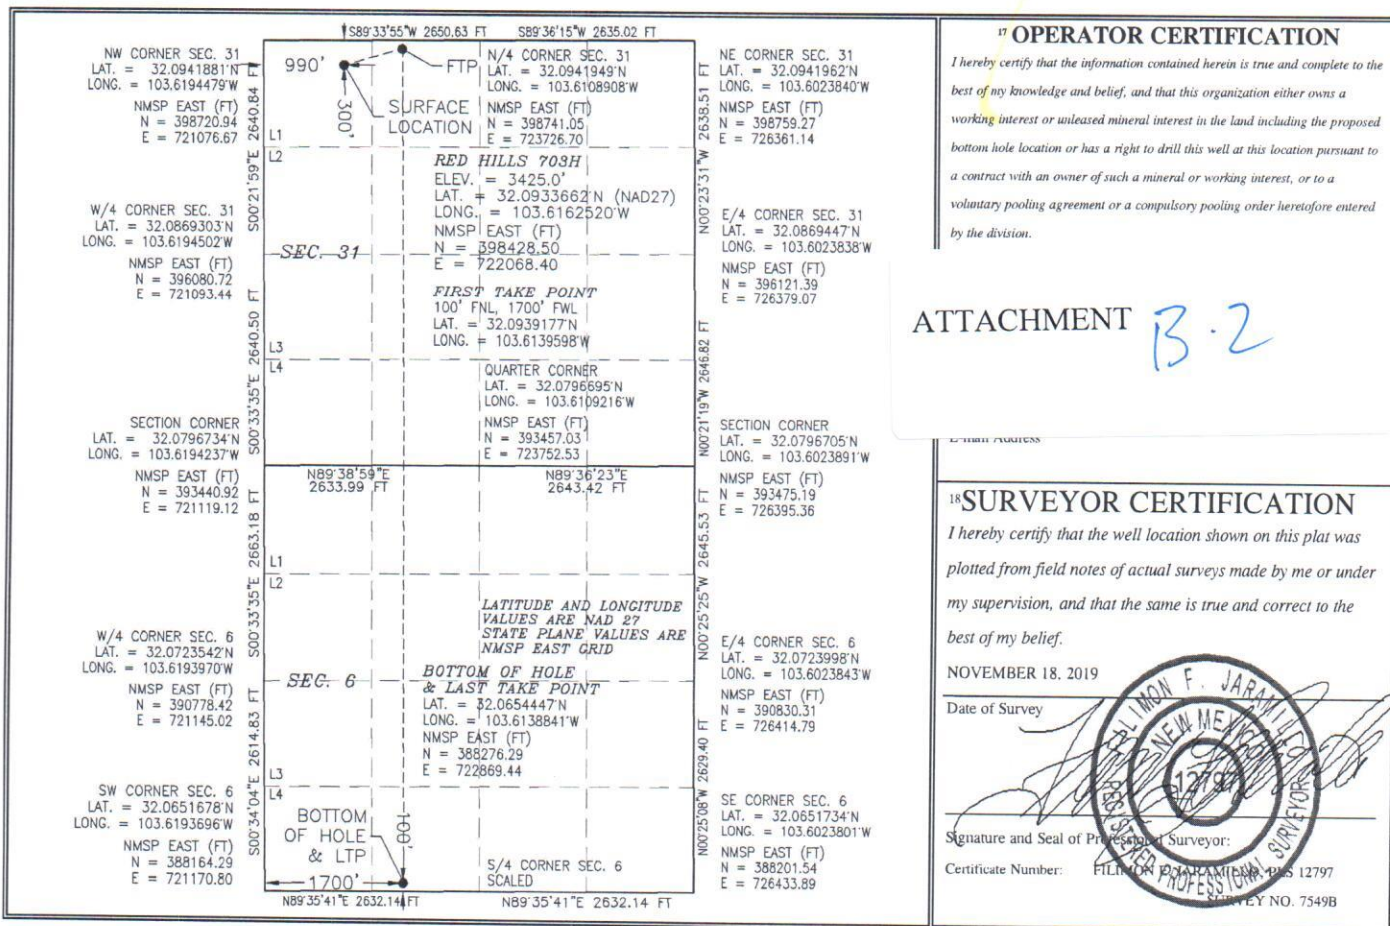 S89°33'55"W 2650.63 FT S89°36'15"W 2635.02 FT
NW CORNER SEC. 31
LAT. = 32.0941881°N
LONG. = 103.6194479°W
NMSP EAST (FT)
N = 398720.94
E = 721076.67
990'
FTP
300'
SURFACE
LOCATION
N/4 CORNER SEC. 31
LAT. = 32.0941949°N
LONG. = 103.6108908°W
NMSP EAST (FT)
N = 398741.05
E = 723726.70
NE CORNER SEC. 31
LAT. = 32.0941962°N
LONG. = 103.6023840°W
NMSP EAST (FT)
N = 398759.27
E = 726361.14
S00°21'59"E 2640.84 FT
N00°23'31"W 2638.51 FT
L1
L2
RED HILLS 703H
ELEV. = 3425.0'
LAT. = 32.0933662°N (NAD27)
LONG. = 103.6162520°W
NMSP EAST (FT)
N = 398428.50
E = 722068.40
W/4 CORNER SEC. 31
LAT. = 32.0869303°N
LONG. = 103.6194502°W
NMSP EAST (FT)
N = 396080.72
E = 721093.44
SEC. 31
E/4 CORNER SEC. 31
LAT. = 32.0869447°N
LONG. = 103.6023838°W
NMSP EAST (FT)
N = 396121.39
E = 726379.07
FIRST TAKE POINT
100' FNL, 1700' FWL
LAT. = 32.0939177°N
LONG. = 103.6139598°W
S00°33'35"E 2640.50 FT
N00°21'19"W 2646.82 FT
L3
L4
QUARTER CORNER
LAT. = 32.0796695°N
LONG. = 103.6109216°W
NMSP EAST (FT)
N = 393457.03
E = 723752.53
SECTION CORNER
LAT. = 32.0796734°N
LONG. = 103.6194237°W
NMSP EAST (FT)
N = 393440.92
E = 721119.12
SECTION CORNER
LAT. = 32.0796705°N
LONG. = 103.6023891°W
NMSP EAST (FT)
N = 393475.19
E = 726395.36
N89°38'59"E
2633.99 FT
N89°36'23"E
2643.42 FT
S00°33'35"E 2663.18 FT
N00°25'25"W 2645.53 FT
L1
L2
LATITUDE AND LONGITUDE
VALUES ARE NAD 27
STATE PLANE VALUES ARE
NMSP EAST GRID
W/4 CORNER SEC. 6
LAT. = 32.0723542°N
LONG. = 103.6193970°W
NMSP EAST (FT)
N = 390778.42
E = 721145.02
SEC. 6
BOTTOM OF HOLE
& LAST TAKE POINT
LAT. = 32.0654447°N
LONG. = 103.6138841°W
NMSP EAST (FT)
N = 388276.29
E = 722869.44
E/4 CORNER SEC. 6
LAT. = 32.0723998°N
LONG. = 103.6023843°W
NMSP EAST (FT)
N = 390830.31
E = 726414.79
S00°34'04"E 2614.83 FT
N00°25'08"W 2629.40 FT
L3
L4
SW CORNER SEC. 6
LAT. = 32.0651678°N
LONG. = 103.6193696°W
NMSP EAST (FT)
N = 388164.29
E = 721170.80
BOTTOM
OF HOLE
& LTP
100'
1700'
S/4 CORNER SEC. 6
SCALED
SE CORNER SEC. 6
LAT. = 32.0651734°N
LONG. = 103.6023801°W
NMSP EAST (FT)
N = 388201.54
E = 726433.89
N89°35'41"E 2632.14 FT
N89°35'41"E 2632.14 FT
17 OPERATOR CERTIFICATION
I hereby certify that the information contained herein is true and complete to the
best of my knowledge and belief, and that this organization either owns a
working interest or unleased mineral interest in the land including the proposed
bottom hole location or has a right to drill this well at this location pursuant to
a contract with an owner of such a mineral or working interest, or to a
voluntary pooling agreement or a compulsory pooling order heretofore entered
by the division.
ATTACHMENT B.2
E-mail Address
18 SURVEYOR CERTIFICATION
I hereby certify that the well location shown on this plat was
plotted from field notes of actual surveys made by me or under
my supervision, and that the same is true and correct to the
best of my belief.
NOVEMBER 18, 2019
Date of Survey
FILIMON F. JARAMILLO
NEW MEXICO
12797
REGISTERED PROFESSIONAL SURVEYOR
Signature and Seal of Professional Surveyor:
Certificate Number: FILIMON F. JARAMILLO, PLS 12797
SURVEY NO. 7549B